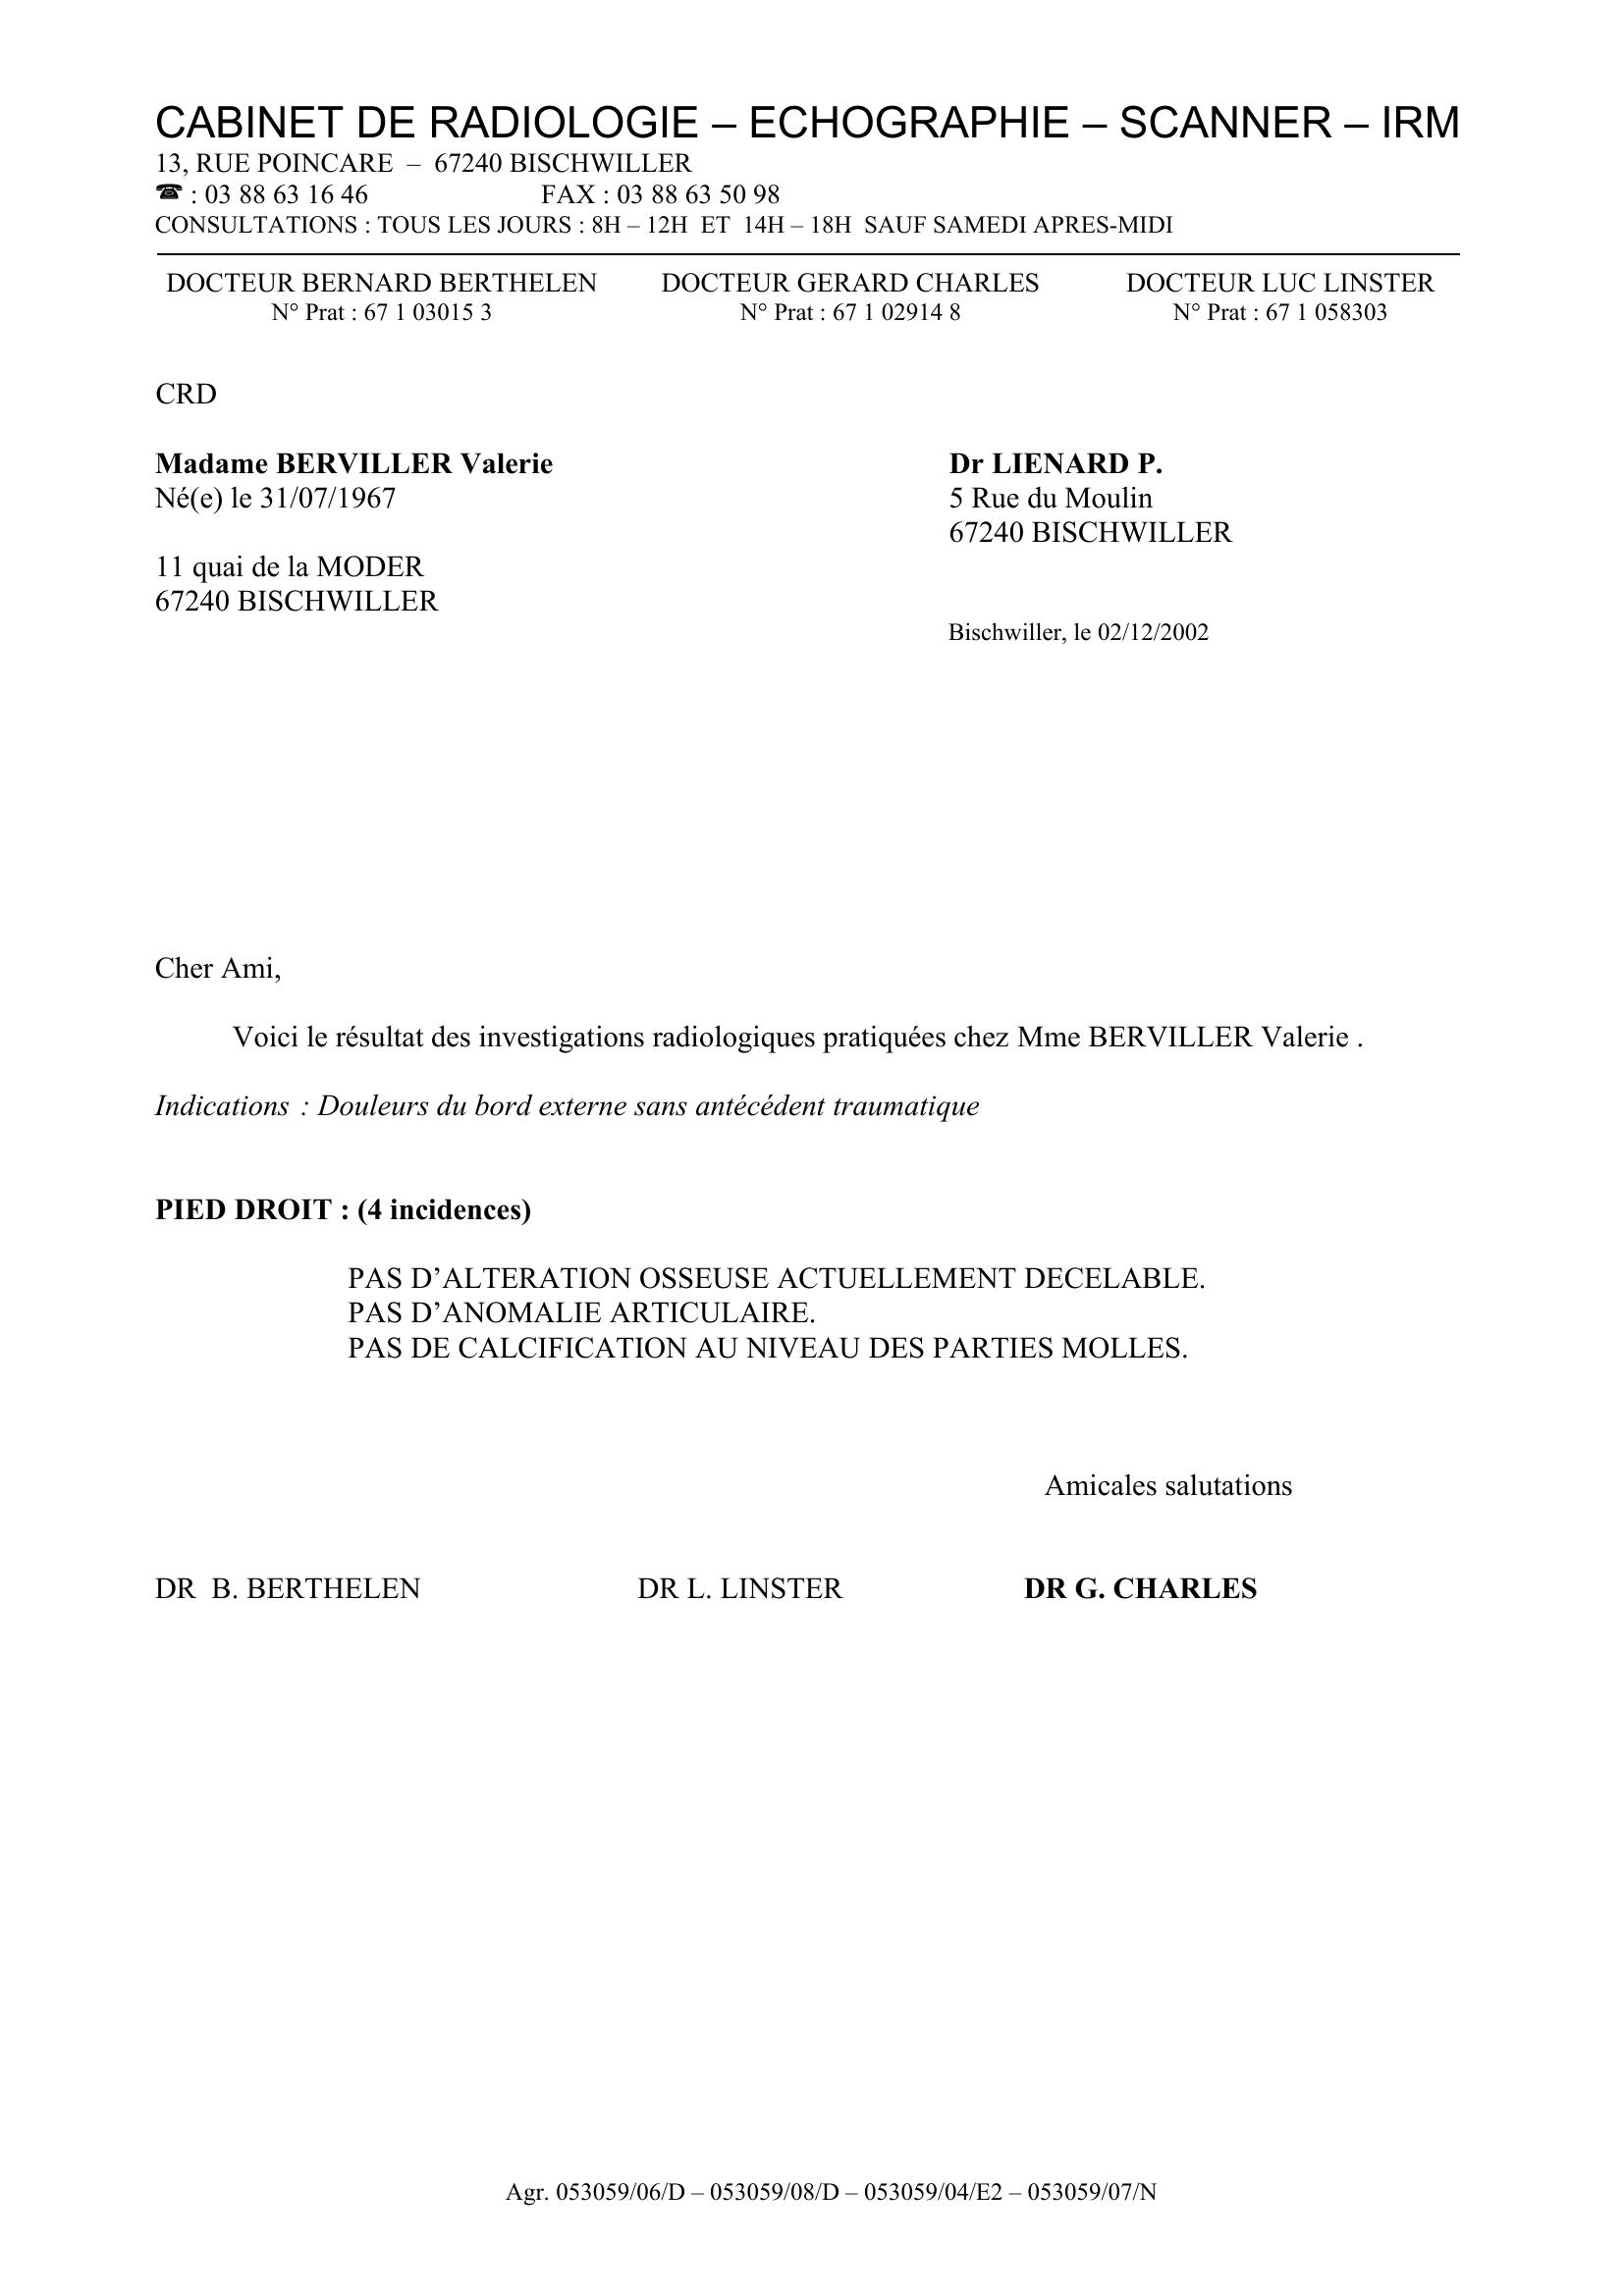 CABINET DE RADIOLOGIE – ECHOGRAPHIE – SCANNER – IRM
13, RUE POINCARE – 67240 BISCHWILLER
☎ : 03 88 63 16 46 FAX : 03 88 63 50 98
CONSULTATIONS : TOUS LES JOURS : 8H – 12H ET 14H – 18H SAUF SAMEDI APRES-MIDI
DOCTEUR BERNARD BERTHELEN DOCTEUR GERARD CHARLES DOCTEUR LUC LINSTER
N° Prat : 67 1 03015 3 N° Prat : 67 1 02914 8 N° Prat : 67 1 058303
CRD
Madame BERVILLER Valerie Dr LIENARD P.
Né(e) le 31/07/1967 5 Rue du Moulin
67240 BISCHWILLER
11 quai de la MODER
67240 BISCHWILLER
Bischwiller, le 02/12/2002
Cher Ami,
Voici le résultat des investigations radiologiques pratiquées chez Mme BERVILLER Valerie .
Indications : Douleurs du bord externe sans antécédent traumatique
PIED DROIT : (4 incidences)
PAS D’ALTERATION OSSEUSE ACTUELLEMENT DECELABLE.
PAS D’ANOMALIE ARTICULAIRE.
PAS DE CALCIFICATION AU NIVEAU DES PARTIES MOLLES.
Amicales salutations
DR B. BERTHELEN DR L. LINSTER DR G. CHARLES
Agr. 053059/06/D – 053059/08/D – 053059/04/E2 – 053059/07/N